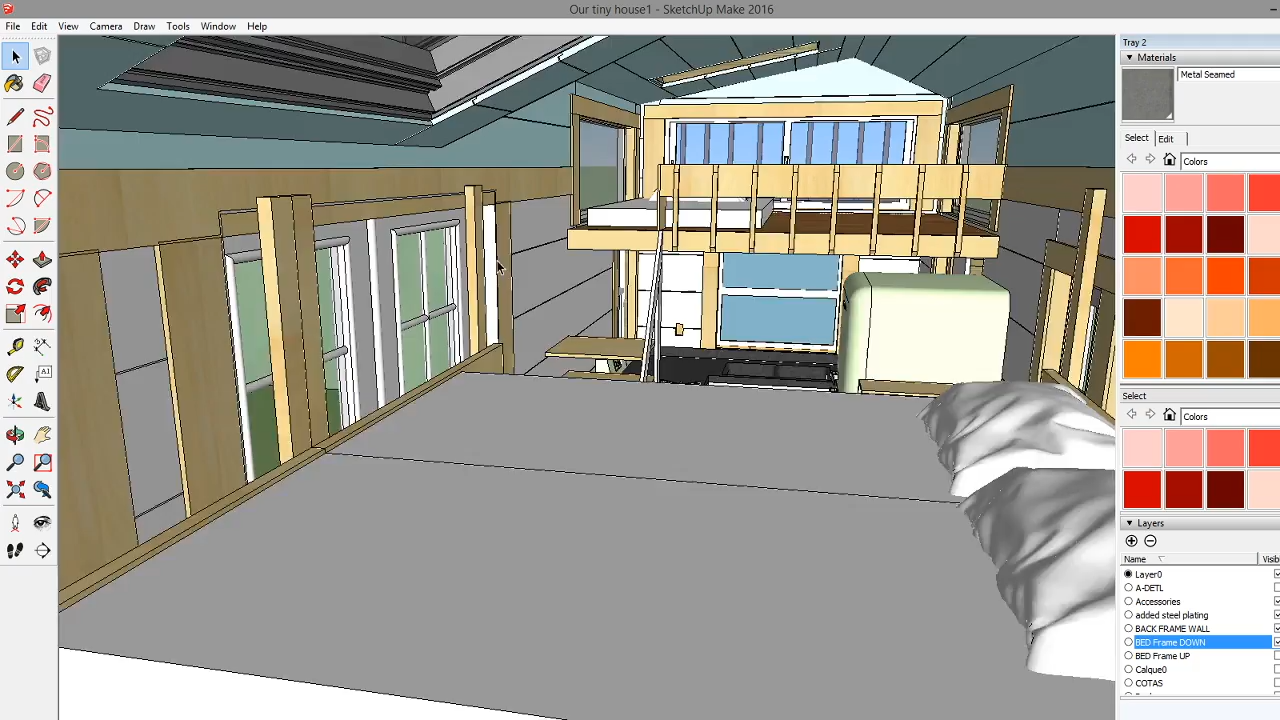 Our tiny house1 - SketchUp Make 2016
File Edit View Camera Draw Tools Window Help
Tray 2
Materials
Metal Seamed
Select Edit
Colors
Select
Colors
Layers
Name Visib
Layer0
A-DETL
Accessories
added steel plating
BACK FRAME WALL
BED Frame DOWN
BED Frame UP
Calque0
COTAS